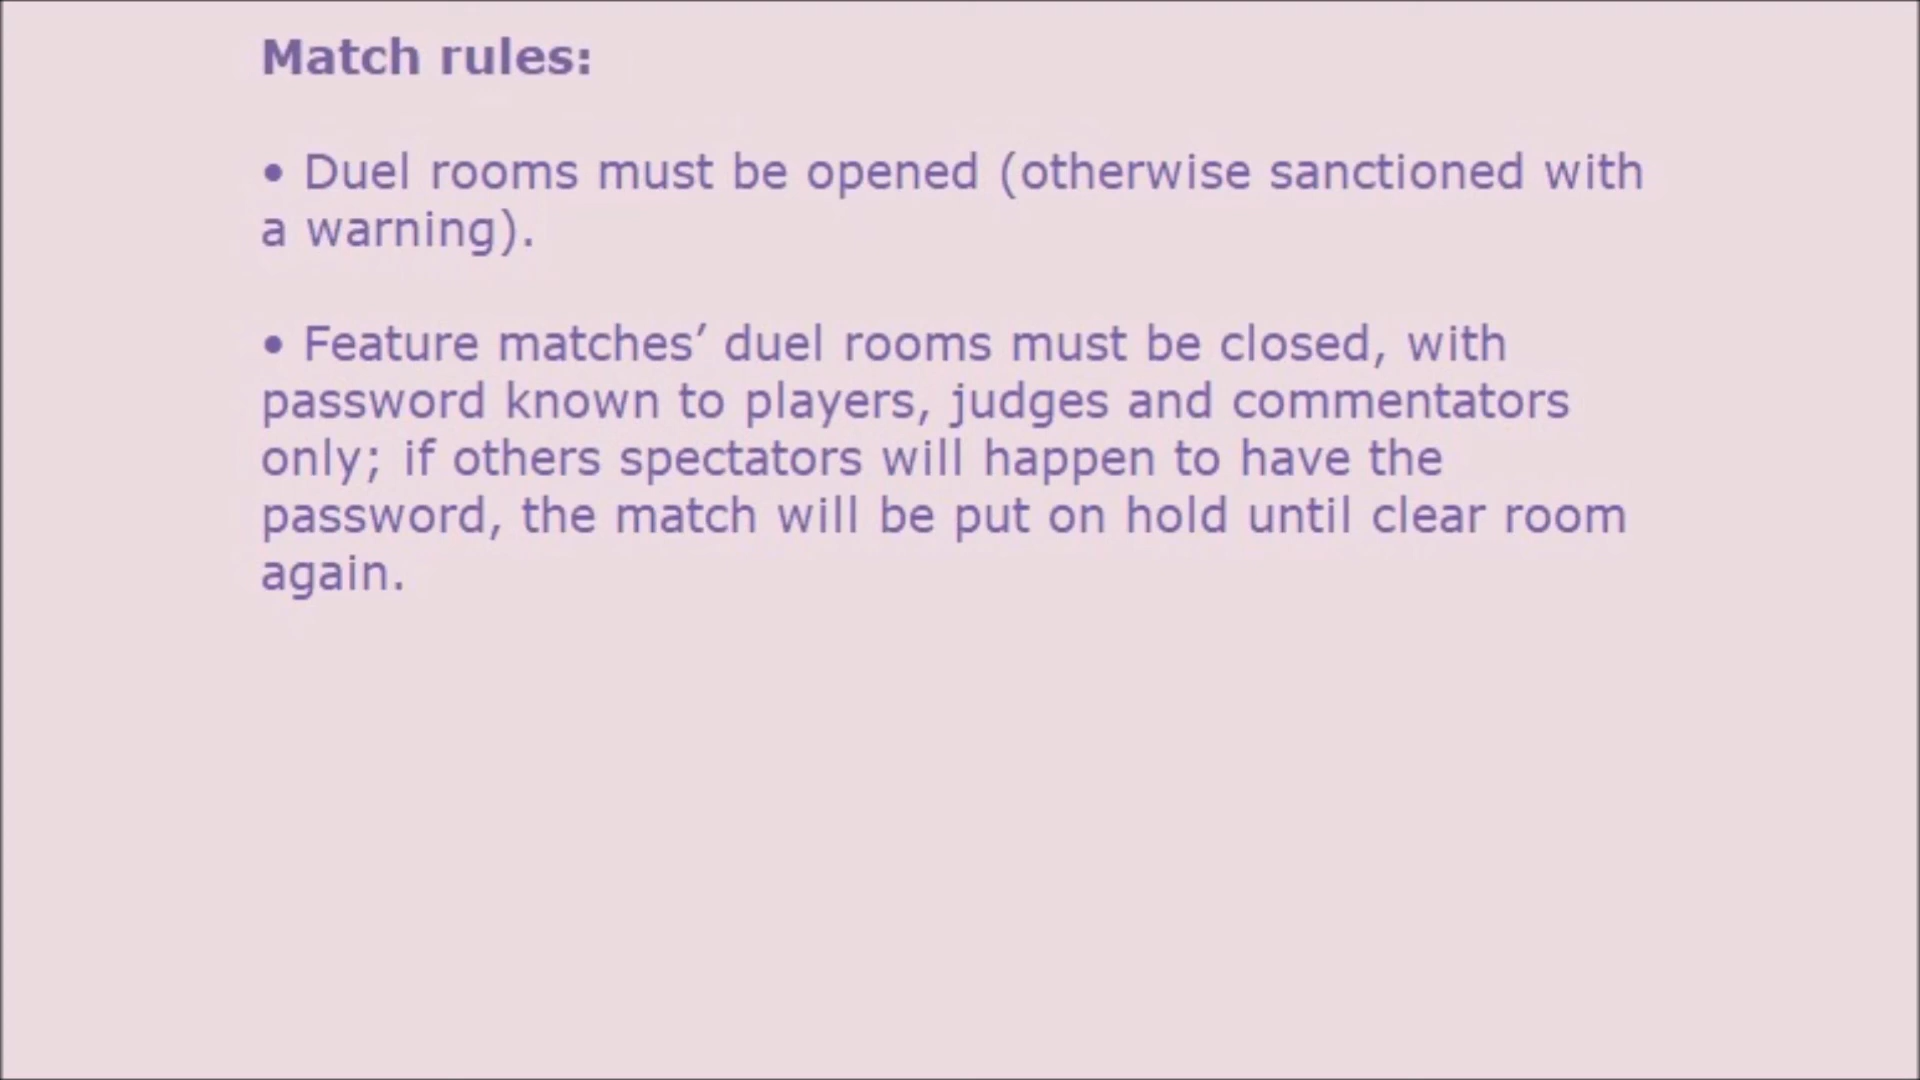 Match rules:
• Duel rooms must be opened (otherwise sanctioned with
a warning).
• Feature matches’ duel rooms must be closed, with
password known to players, judges and commentators
only; if others spectators will happen to have the
password, the match will be put on hold until clear room
again.